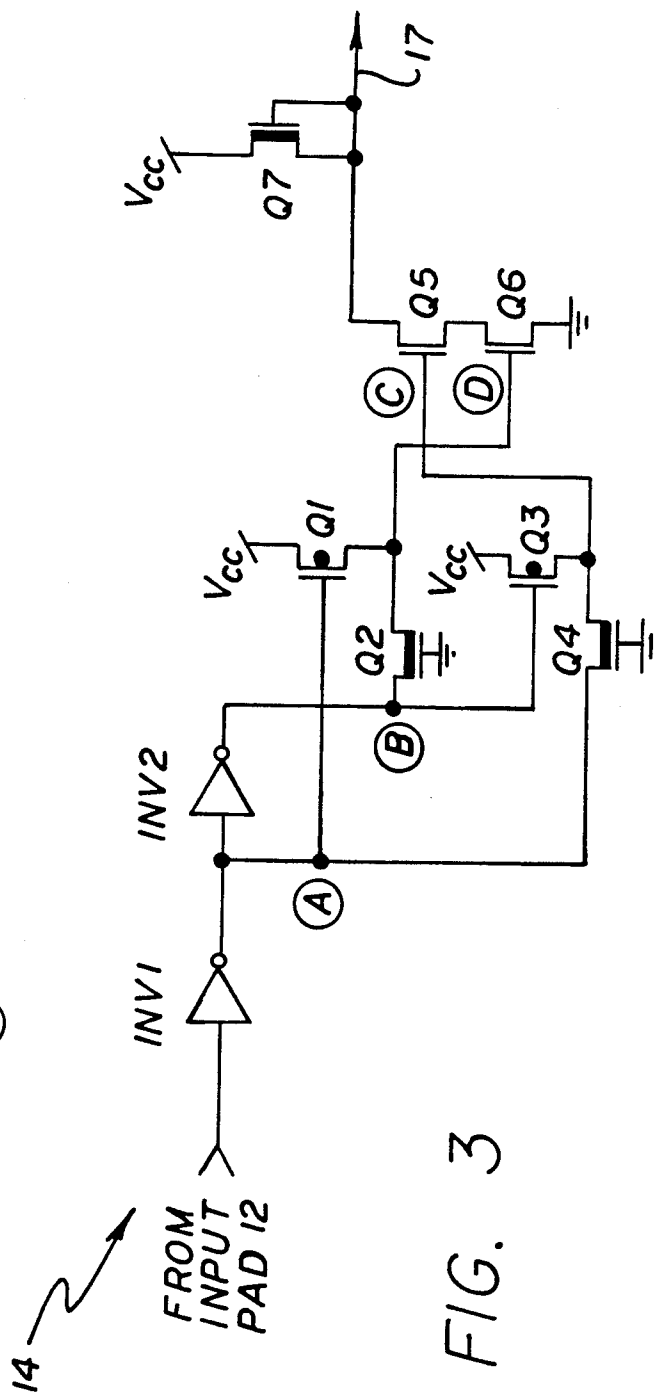 14
FROM
INPUT
PAD 12
INV1
INV2
A
B
VCC
Q1
Q2
VCC
Q3
Q4
C
D
Q5
Q6
VCC
Q7
17
FIG. 3